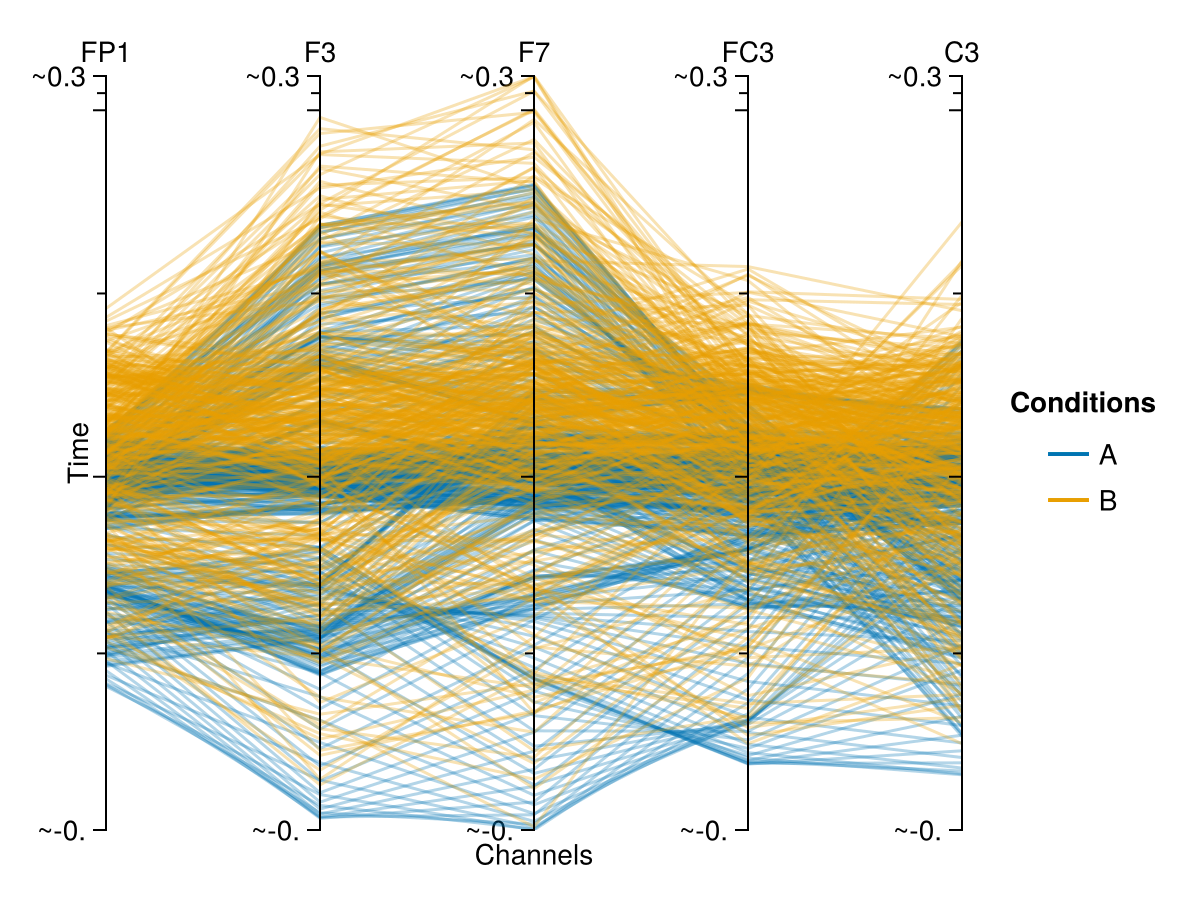 FP1 F3 F7 FC3 C3
~0.3 ~0.3 ~0.3 ~0.3 ~0.3
Conditions
A
B
Time
~-0. ~-0. ~-0. ~-0. ~-0.
Channels